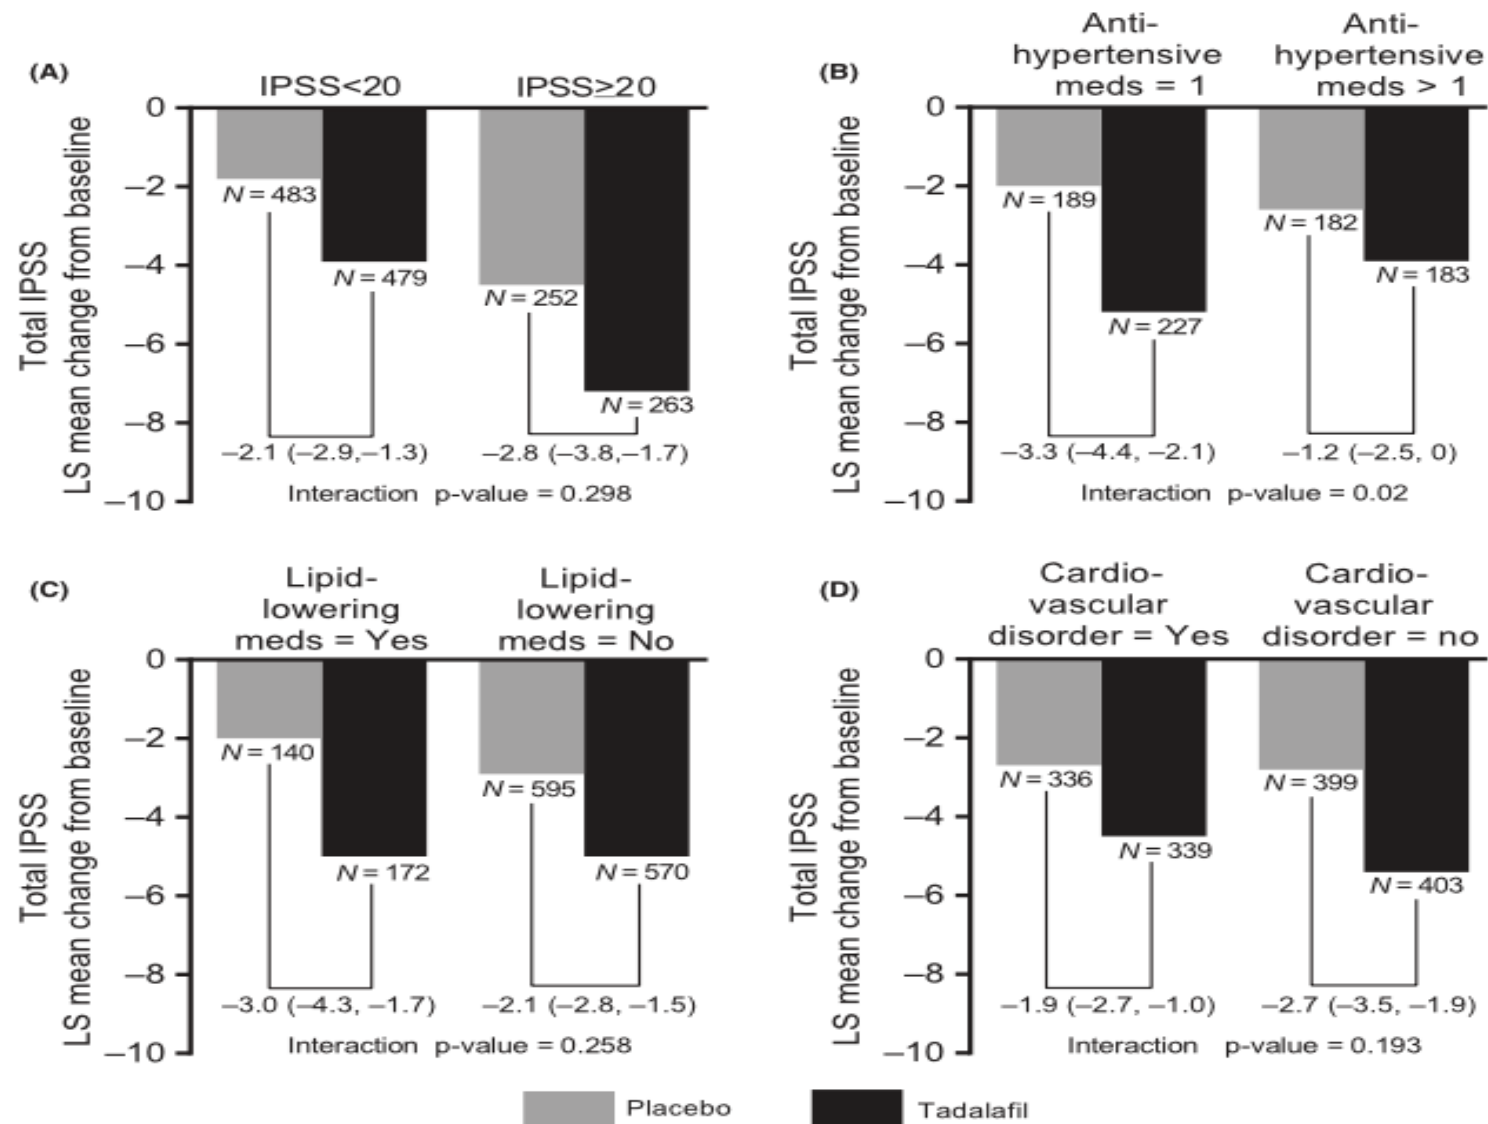 (A)
IPSS<20
IPSS≥20
0
–2
–4
–6
–8
–10
Total IPSS
LS mean change from baseline
N = 483
N = 479
N = 252
N = 263
–2.1 (–2.9,–1.3)
–2.8 (–3.8,–1.7)
Interaction p-value = 0.298
(B)
Anti-
hypertensive
meds = 1
Anti-
hypertensive
meds > 1
0
–2
–4
–6
–8
–10
Total IPSS
LS mean change from baseline
N = 189
N = 227
N = 182
N = 183
–3.3 (–4.4, –2.1)
–1.2 (–2.5, 0)
Interaction p-value = 0.02
(C)
Lipid-
lowering
meds = Yes
Lipid-
lowering
meds = No
0
–2
–4
–6
–8
–10
Total IPSS
LS mean change from baseline
N = 140
N = 172
N = 595
N = 570
–3.0 (–4.3, –1.7)
–2.1 (–2.8, –1.5)
Interaction p-value = 0.258
(D)
Cardio-
vascular
disorder = Yes
Cardio-
vascular
disorder = no
0
–2
–4
–6
–8
–10
Total IPSS
LS mean change from baseline
N = 336
N = 339
N = 399
N = 403
–1.9 (–2.7, –1.0)
–2.7 (–3.5, –1.9)
Interaction p-value = 0.193
Placebo
Tadalafil